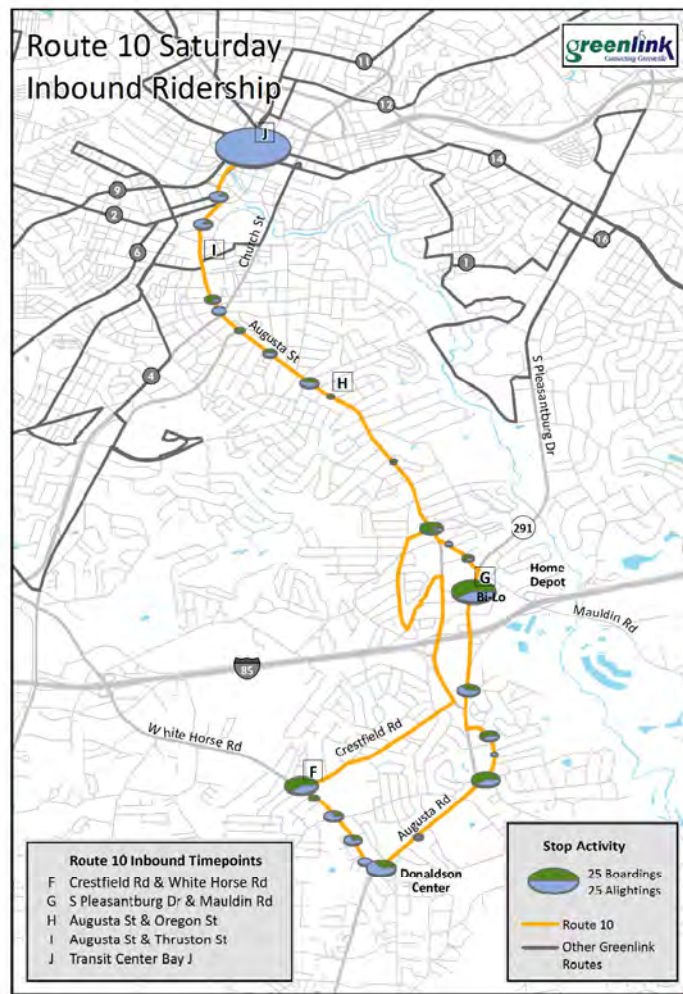 Route 10 Saturday
Inbound Ridership
greenlink
Connecting Greenville
11
J
12
14
9
2
6
I
Church St
1
16
4
Augusta St
H
S Pleasantburg Dr
291
G
Bi-Lo
Home
Depot
Mauldin Rd
85
White Horse Rd
Crestfield Rd
F
Augusta Rd
Donaldson
Center
Route 10 Inbound Timepoints
F Crestfield Rd & White Horse Rd
G S Pleasantburg Dr & Mauldin Rd
H Augusta St & Oregon St
I Augusta St & Thruston St
J Transit Center Bay J
Stop Activity
25 Boardings
25 Alightings
Route 10
Other Greenlink
Routes